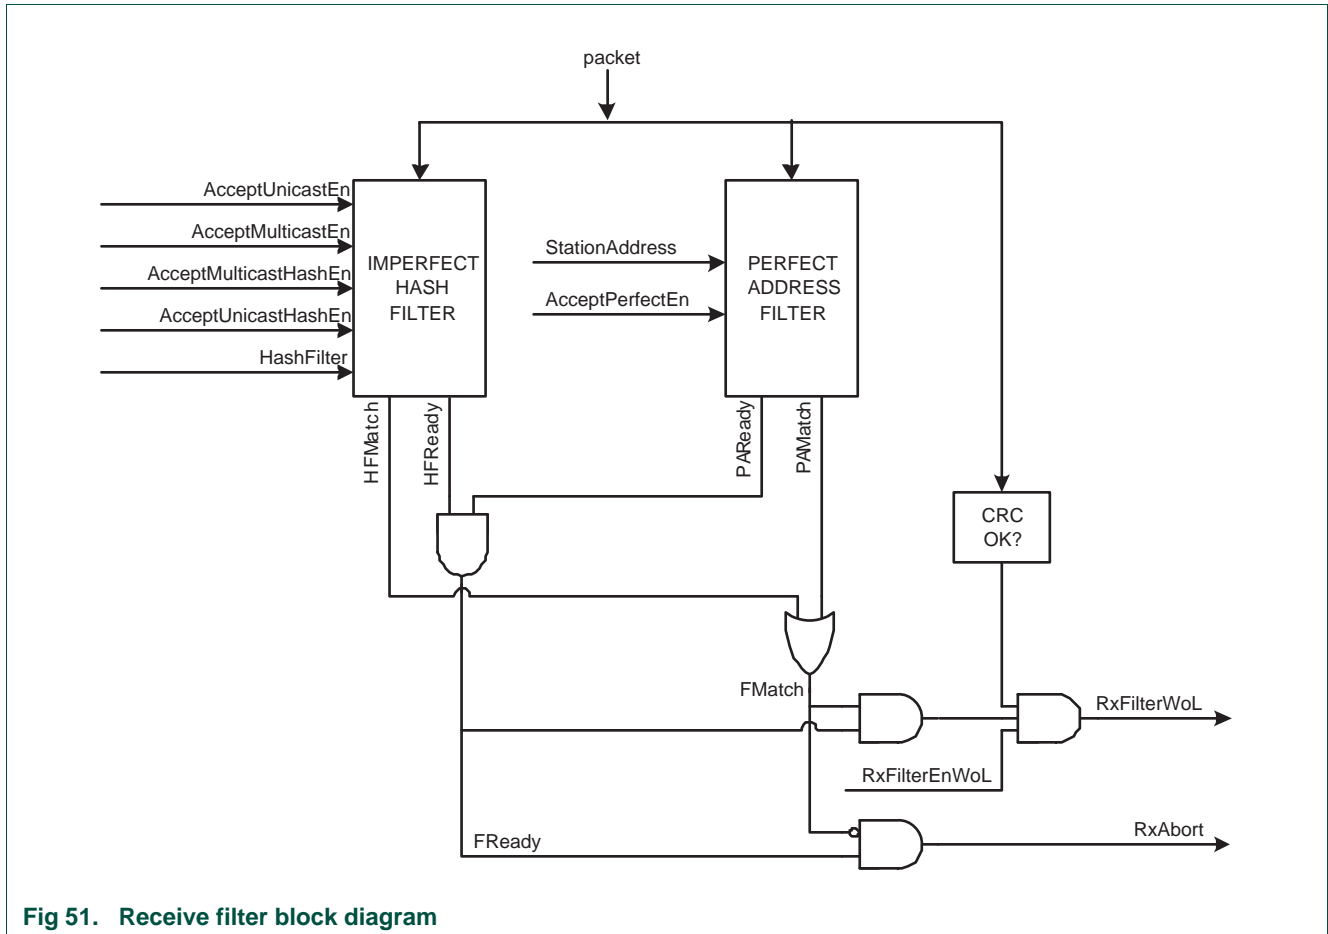 packet
AcceptUnicastEn
AcceptMulticastEn
AcceptMulticastHashEn
AcceptUnicastHashEn
HashFilter
IMPERFECT
HASH
FILTER
StationAddress
AcceptPerfectEn
PERFECT
ADDRESS
FILTER
HFMatch
HFReady
PAReady
PAMatch
CRC
OK?
FMatch
RxFilterWoL
RxFilterEnWoL
RxAbort
FReady
Fig 51. Receive filter block diagram